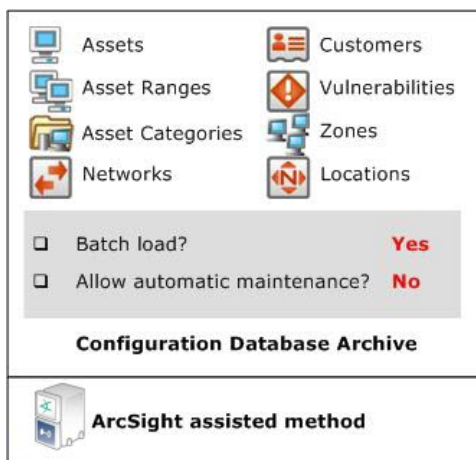 Assets
Customers
Asset Ranges
Vulnerabilities
Asset Categories
Zones
Networks
N
Locations
Batch load? Yes
Allow automatic maintenance? No
Configuration Database Archive
ArcSight assisted method